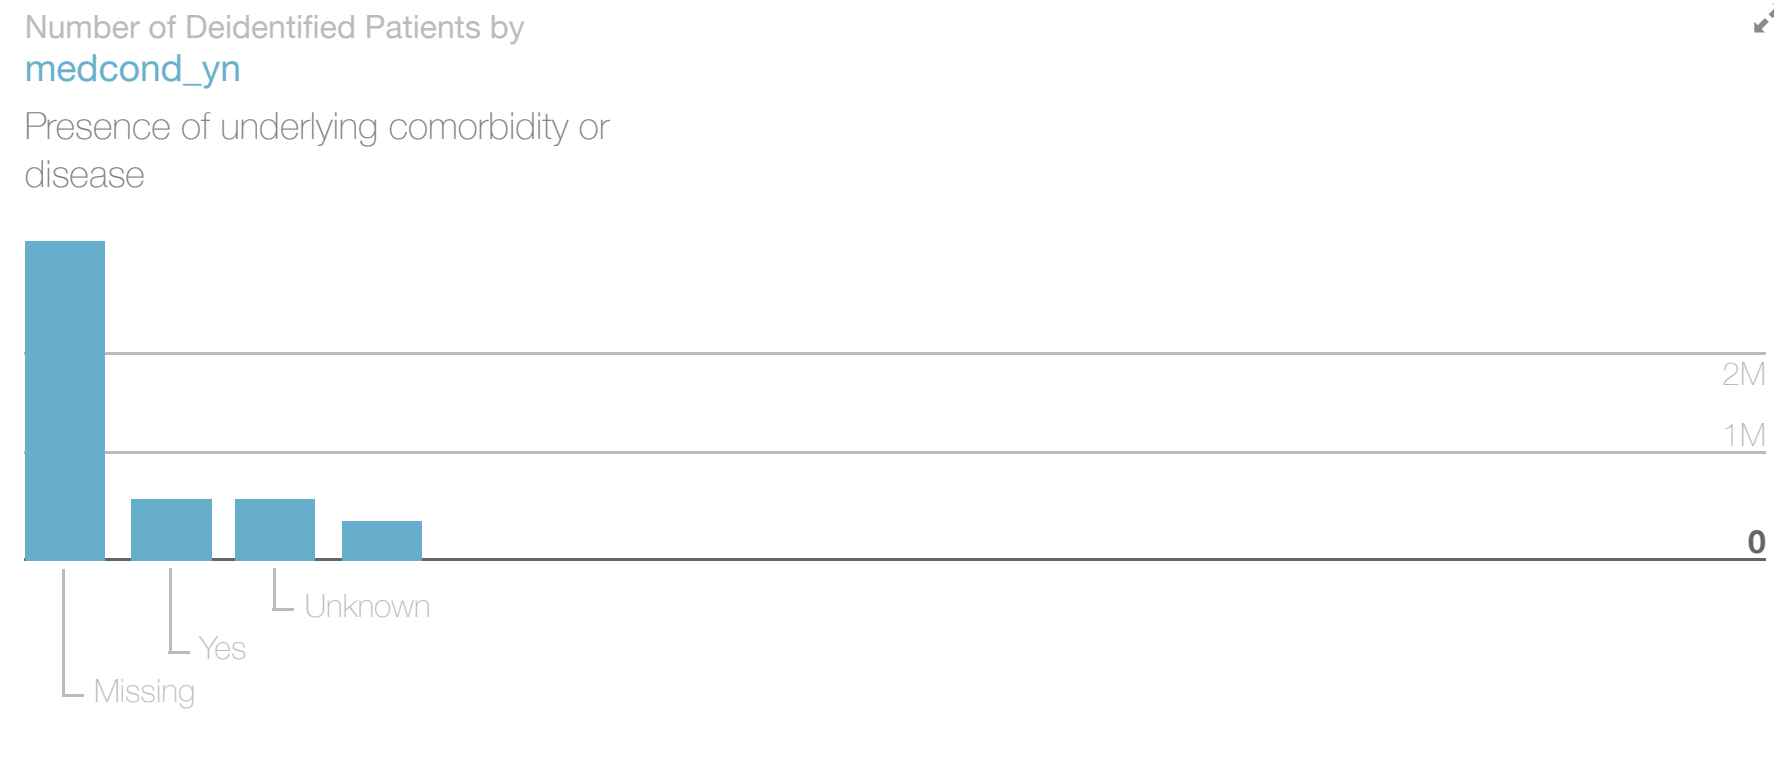 Number of Deidentified Patients by
medcond_yn
Presence of underlying comorbidity or
disease
2M
1M
0
Unknown
Yes
Missing